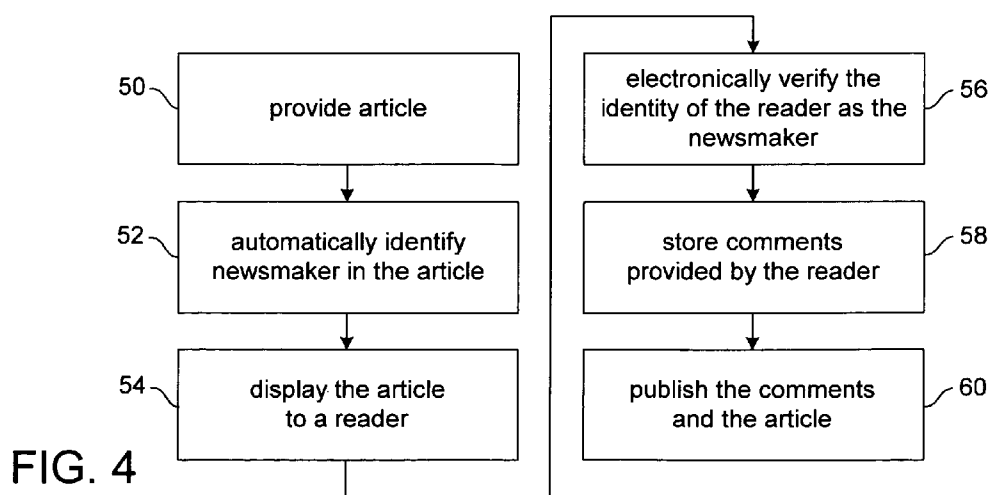 50
provide article
52
automatically identify
newsmaker in the article
54
display the article
to a reader
electronically verify the
identity of the reader as the
newsmaker
56
store comments
provided by the reader
58
publish the comments
and the article
60
FIG. 4